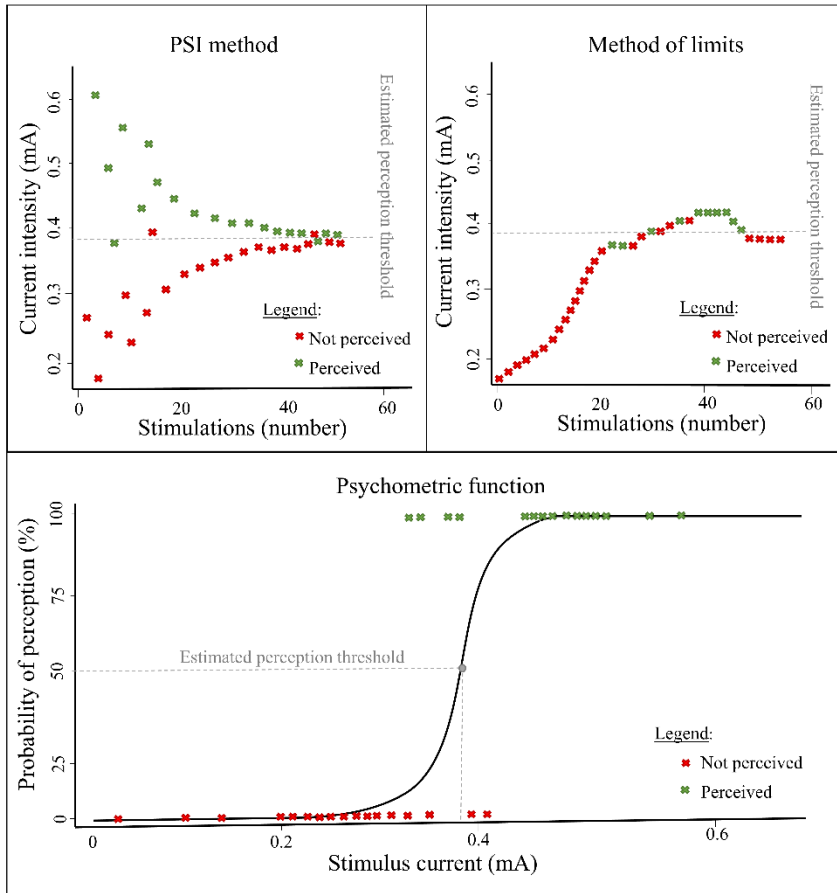 PSI method
Current intensity (mA)
0.6
0.5
0.4
0.3
0.2
Estimated perception
threshold
Legend:
Not perceived
Perceived
0
20
40
60
Stimulations (number)
Method of limits
Current intensity (mA)
0.6
0.5
0.4
0.3
0.2
Estimated perception
threshold
Legend:
Not perceived
Perceived
0
20
40
60
Stimulations (number)
Psychometric function
Probability of perception (%)
100
75
50
25
0
Estimated perception threshold
Legend:
Not perceived
Perceived
0
0.2
0.4
0.6
Stimulus current (mA)